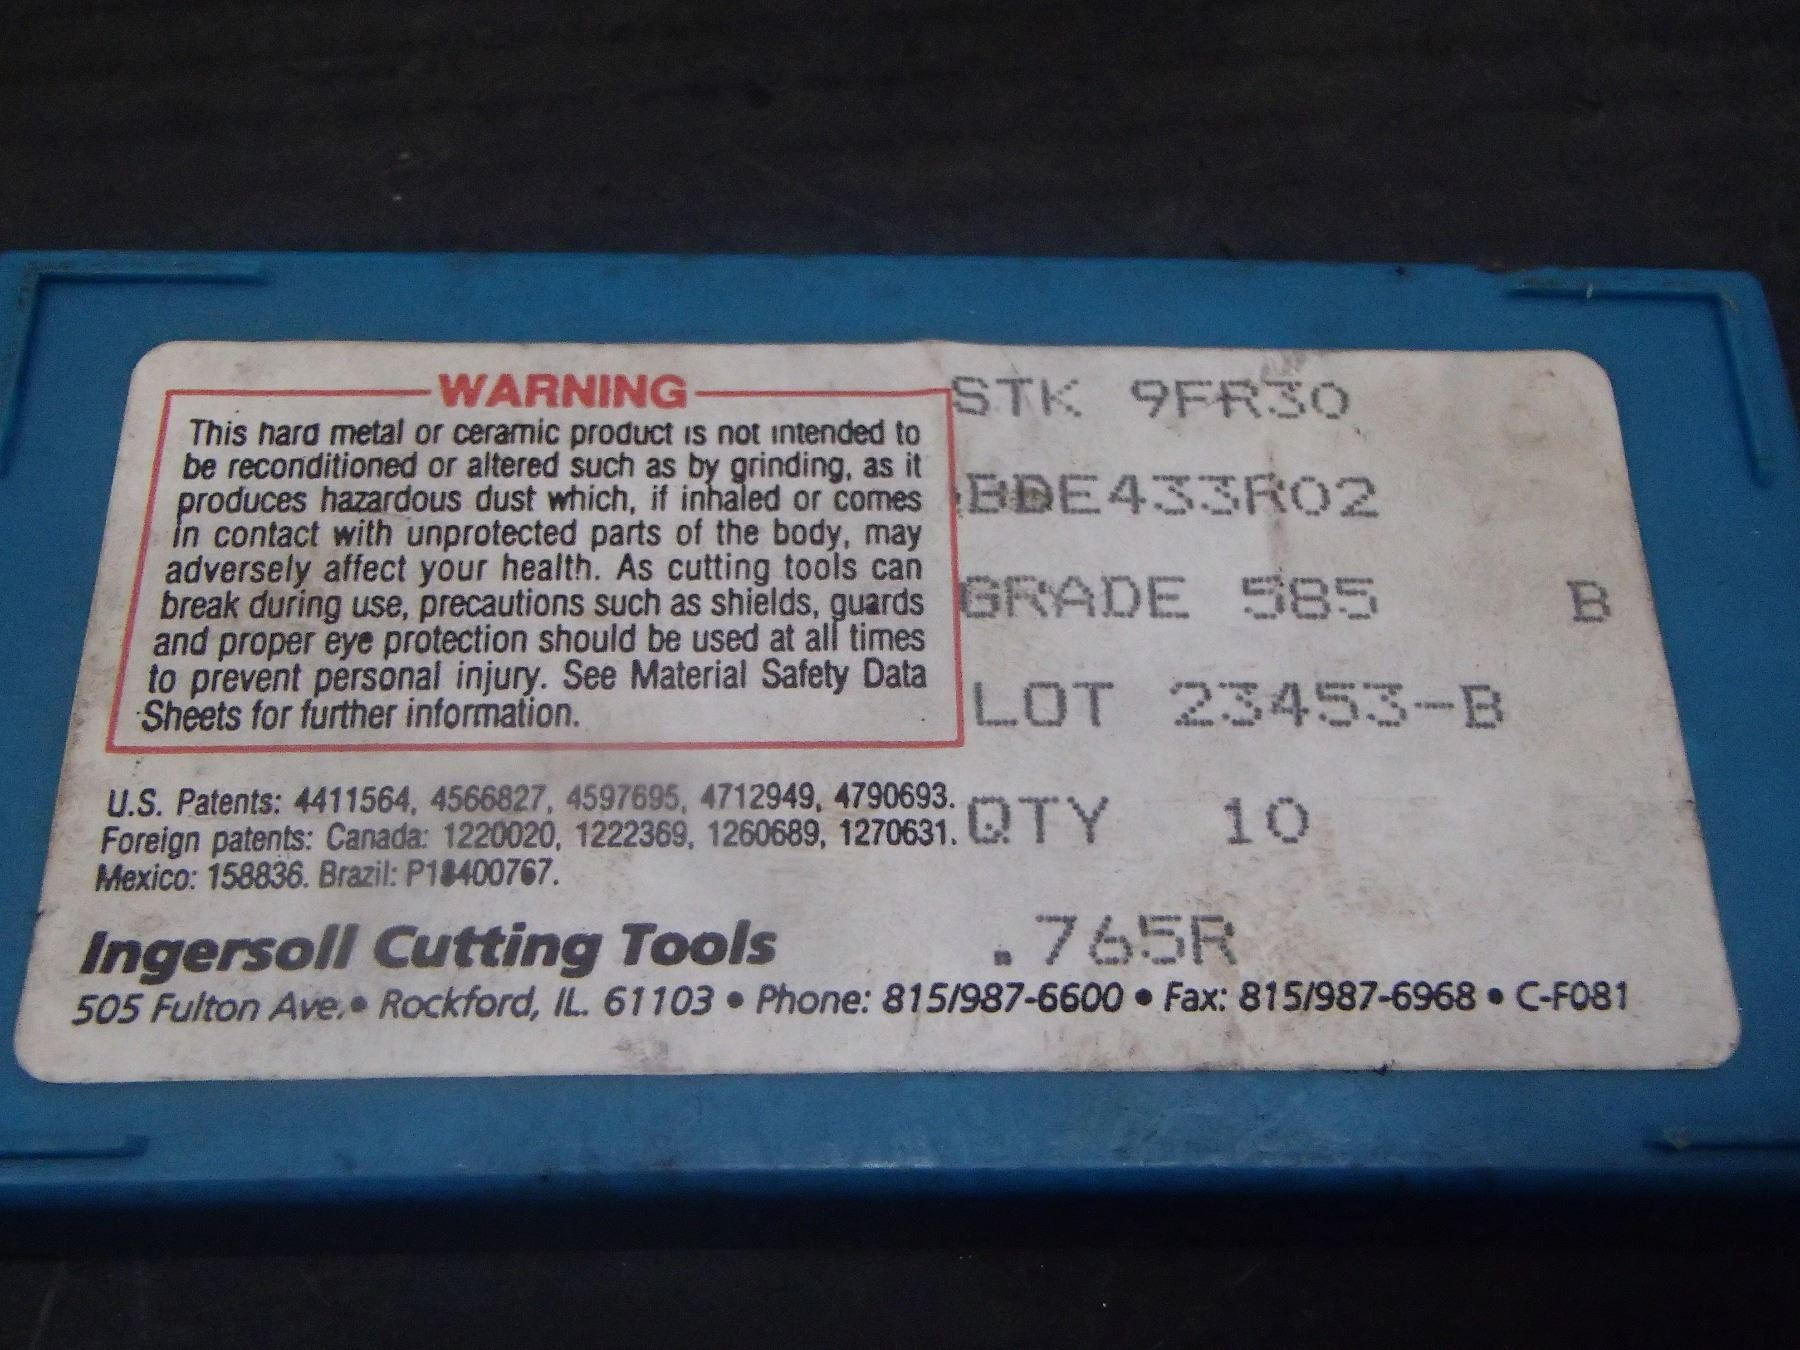 WARNING
This hard metal or ceramic product is not intended to
be reconditioned or altered such as by grinding, as it
produces hazardous dust which, if inhaled or comes
in contact with unprotected parts of the body, may
adversely affect your health. As cutting tools can
break during use, precautions such as shields, guards
and proper eye protection should be used at all times
to prevent personal injury. See Material Safety Data
Sheets for further information.
STK 9FR30
BDE433R02
GRADE 585 B
LOT 23453-B
QTY 10
.765R
U.S. Patents: 4411564, 4566827, 4597695, 4712949, 4790693.
Foreign patents: Canada: 1220020, 1222369, 1260689, 1270631.
Mexico: 158836. Brazil:
Ingersoll Cutting Tools
505 Fulton Ave. • Rockford, IL. 61103 • Phone: 815/987-6600 • Fax: 815/987-6968 • C-F081